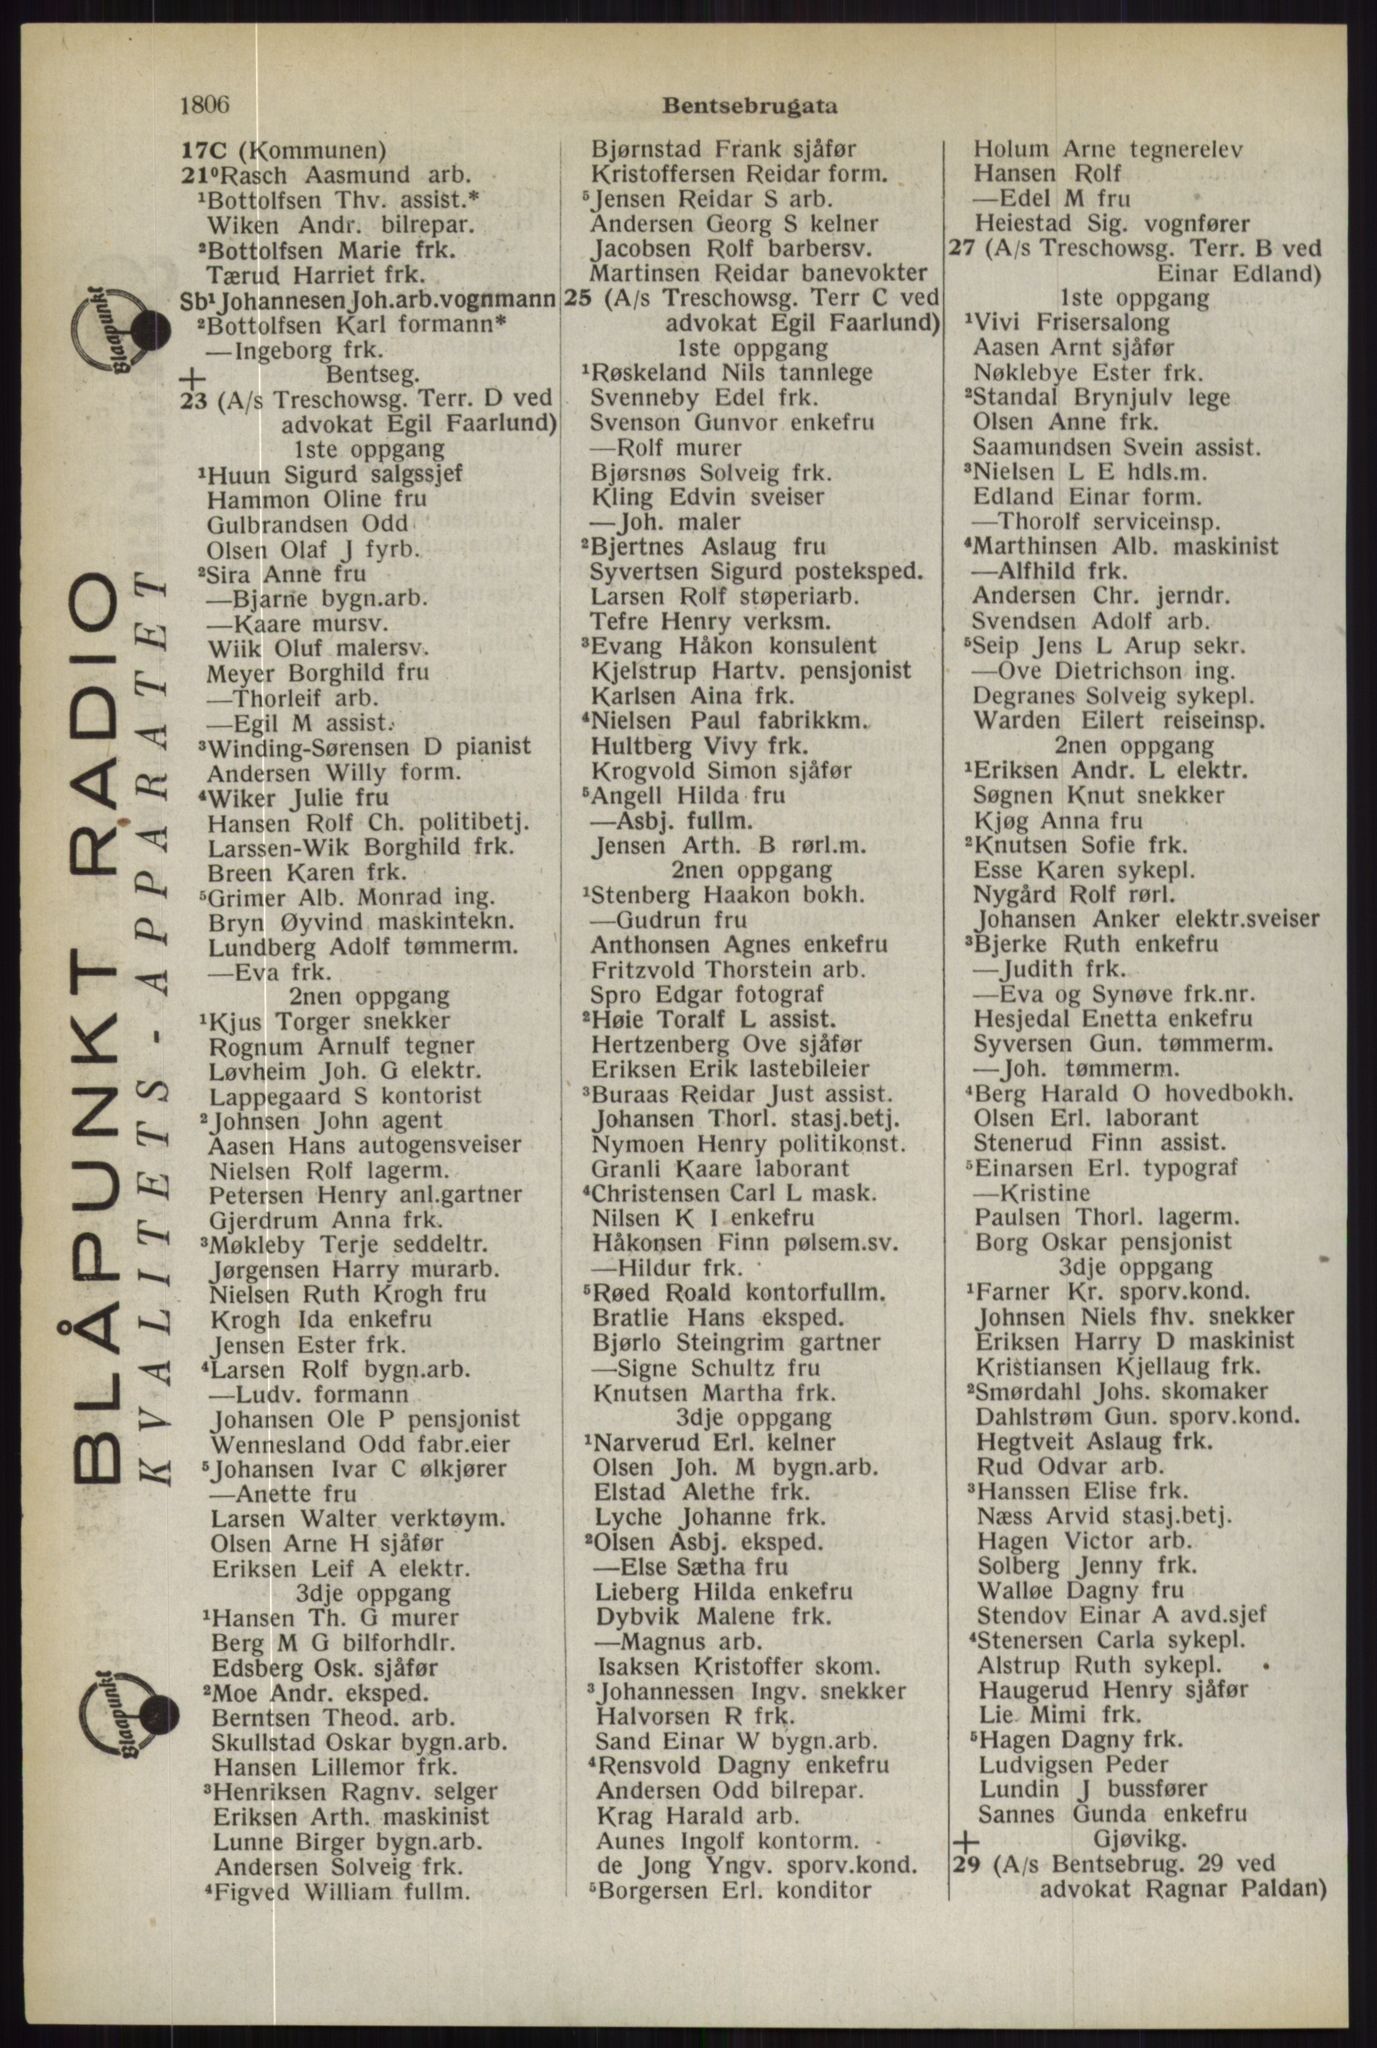 1806
Bentsebrugata
17C (Kommunen)
21⁰Rasch Aasmund arb.
¹Bottolfsen Thv. assist.*
Wiken Andr. bilrepar.
²Bottolfsen Marie frk.
Tærud Harriet frk.
Sb¹ Johannesen Joh.arb.vognmann
²Bottolfsen Karl formann*
—Ingeborg frk.
+ Bentseg.
23 (A/s Treschowsg. Terr. D ved
advokat Egil Faarlund)
1ste oppgang
¹Huun Sigurd salgssjef
Hammon Oline fru
Gulbrandsen Odd
Olsen Olaf J fyrb.
²Sira Anne fru
—Bjarne bygn.arb.
—Kaare mursv.
Wiik Oluf malersv.
Meyer Borghild fru
—Thorleif arb.
—Egil M assist.
³Winding-Sørensen D pianist
Andersen Willy form.
⁴Wiker Julie fru
Hansen Rolf Ch. politibetj.
Larssen-Wik Borghild frk.
Breen Karen frk.
⁵Grimer Alb. Monrad ing.
Bryn Øyvind maskintekn.
Lundberg Adolf tømmerm.
—Eva frk.
2nen oppgang
¹Kjus Torger snekker
Rognum Arnulf tegner
Løvheim Joh. G elektr.
Lappegaard S kontorist
²Johnsen John agent
Aasen Hans autogensveiser
Nielsen Rolf lagerm.
Petersen Henry anl.gartner
Gjerdrum Anna frk.
³Møkleby Terje seddeltr.
Jørgensen Harry murarb.
Nielsen Ruth Krogh fru
Krogh Ida enkefru
Jensen Ester frk.
⁴Larsen Rolf bygn.arb.
—Ludv. formann
Johansen Ole P pensjonist
Wennesland Odd fabr.eier
⁵Johansen Ivar C ølkjører
—Anette fru
Larsen Walter verktøym.
Olsen Arne H sjåfør
Eriksen Leif A elektr.
3dje oppgang
¹Hansen Th. G murer
Berg M G bilforhdlr.
Edsberg Osk. sjåfør
²Moe Andr. eksped.
Berntsen Theod. arb.
Skullstad Oskar bygn.arb.
Hansen Lillemor frk.
³Henriksen Ragnv. selger
Eriksen Arth. maskinist
Lunne Birger bygn.arb.
Andersen Solveig frk.
⁴Figved William fullm.
Bjørnstad Frank sjåfør
Kristoffersen Reidar form.
⁵Jensen Reidar S arb.
Andersen Georg S kelner
Jacobsen Rolf barbersv.
Martinsen Reidar banevokter
25 (A/s Treschowsg. Terr C ved
advokat Egil Faarlund)
1ste oppgang
¹Røskeland Nils tannlege
Svenneby Edel frk.
Svenson Gunvor enkefru
—Rolf murer
Bjørsnøs Solveig frk.
Kling Edvin sveiser
—Joh. maler
²Bjertnes Aslaug fru
Syvertsen Sigurd posteksped.
Larsen Rolf støperiarb.
Tefre Henry verksm.
³Evang Håkon konsulent
Kjelstrup Hartv. pensjonist
Karlsen Aina frk.
⁴Nielsen Paul fabrikkm.
Hultberg Vivy frk.
Krogvold Simon sjåfør
⁵Angell Hilda fru
—Asbj. fullm.
Jensen Arth. B rørl.m.
2nen oppgang
¹Stenberg Haakon bokh.
—Gudrun fru
Anthonsen Agnes enkefru
Fritzvold Thorstein arb.
Spro Edgar fotograf
²Høie Toralf L assist.
Hertzenberg Ove sjåfør
Eriksen Erik lastebileier
³Buraas Reidar Just assist.
Johansen Thorl. stasj.betj.
Nymoen Henry politikonst.
Granli Kaare laborant
⁴Christensen Carl L mask.
Nilsen K I enkefru
Håkonsen Finn pølsem.sv.
—Hildur frk.
⁵Røed Roald kontorfullm.
Bratlie Hans eksped.
Bjørlo Steingrim gartner
—Signe Schultz fru
Knutsen Martha frk.
3dje oppgang
¹Narverud Erl. kelner
Olsen Joh. M bygn.arb.
Elstad Alethe frk.
Lyche Johanne frk.
²Olsen Asbj. eksped.
—Else Sætha fru
Lieberg Hilda enkefru
Dybvik Malene frk.
—Magnus arb.
Isaksen Kristoffer skom.
³Johannessen Ingv. snekker
Halvorsen R frk.
Sand Einar W bygn.arb.
⁴Rensvold Dagny enkefru
Andersen Odd bilrepar.
Krag Harald arb.
Aunes Ingolf kontorm.
de Jong Yngv. sporv.kond.
⁵Borgersen Erl. konditor
Holum Arne tegnerelev
Hansen Rolf
—Edel M fru
Heiestad Sig. vognfører
27 (A/s Treschowsg. Terr. B ved
Einar Edland)
1ste oppgang
¹Vivi Frisersalong
Aasen Arnt sjåfør
Nøklebye Ester frk.
²Standal Brynjulv lege
Olsen Anne frk.
Saamundsen Svein assist.
³Nielsen L E hdls.m.
Edland Einar form.
—Thorolf serviceinsp.
⁴Marthinsen Alb. maskinist
—Alfhild frk.
Andersen Chr. jerndr.
Svendsen Adolf arb.
⁵Seip Jens L Arup sekr.
—Ove Dietrichson ing.
Degranes Solveig sykepl.
Warden Eilert reiseinsp.
2nen oppgang
¹Eriksen Andr. L elektr.
Søgnen Knut snekker
Kjøg Anna fru
²Knutsen Sofie frk.
Esse Karen sykepl.
Nygård Rolf rørl.
Johansen Anker elektr.sveiser
³Bjerke Ruth enkefru
—Judith frk.
—Eva og Synøve frk.nr.
Hesjedal Enetta enkefru
Syversen Gun. tømmerm.
—Joh. tømmerm.
⁴Berg Harald O hovedbokh.
Olsen Erl. laborant
Stenerud Finn assist.
⁵Einarsen Erl. typograf
—Kristine
Paulsen Thorl. lagerm.
Borg Oskar pensjonist
3dje oppgang
¹Farner Kr. sporv.kond.
Johnsen Niels fhv. snekker
Eriksen Harry D maskinist
Kristiansen Kjellaug frk.
²Smørdahl Johs. skomaker
Dahlstrøm Gun. sporv.kond.
Hegtveit Aslaug frk.
Rud Odvar arb.
³Hanssen Elise frk.
Næss Arvid stasj.betj.
Hagen Victor arb.
Solberg Jenny frk.
Walløe Dagny fru
Stendov Einar A avd.sjef
⁴Stenersen Carla sykepl.
Alstrup Ruth sykepl.
Haugerud Henry sjåfør
Lie Mimi frk.
⁵Hagen Dagny frk.
Ludvigsen Peder
Lundin J bussfører
Sannes Gunda enkefru
+ Gjøvikg.
29 (A/s Bentsebrug. 29 ved
advokat Ragnar Paldan)
Blaapunkt
BLÅPUNKT RADIO
KVALITETS-APPARATET
Blaapunkt